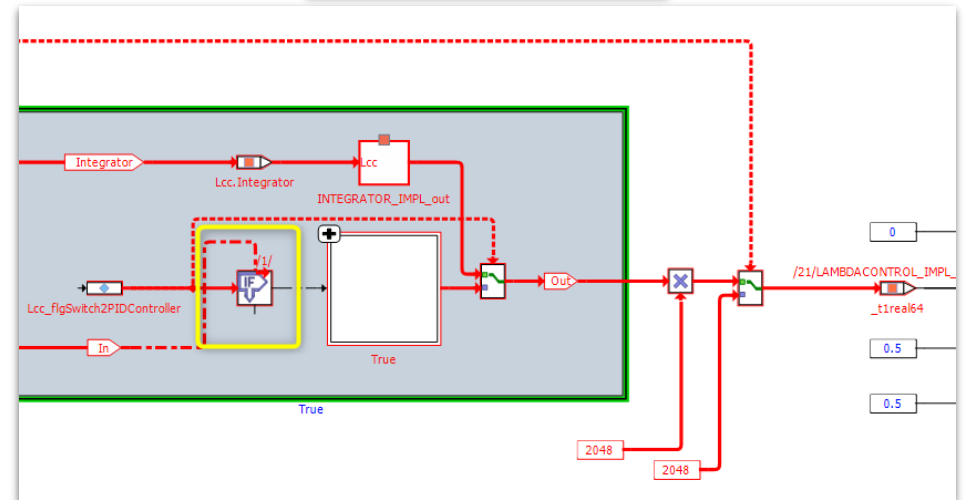 Integrator
Lcc.Integrator
Lcc
INTEGRATOR_IMPL_out
/1/
IF
Lcc_flgSwitch2PIDController
In
True
Out
True
2048
2048
0
/21/LAMBDACONTROL_IMPL_
_t1real64
0.5
0.5